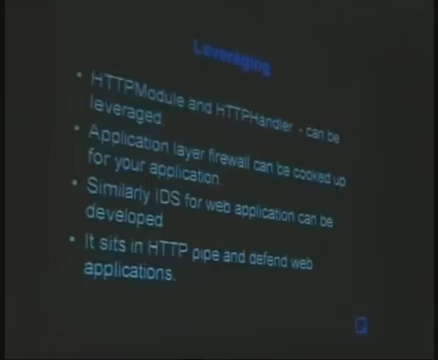 Leveraging
• HTTPModule and HTTPHandler - can be
leveraged.
• Application layer firewall can be cooked up
for your application.
• Similarly IDS for web application can be
developed
• It sits in HTTP pipe and defend web
applications.